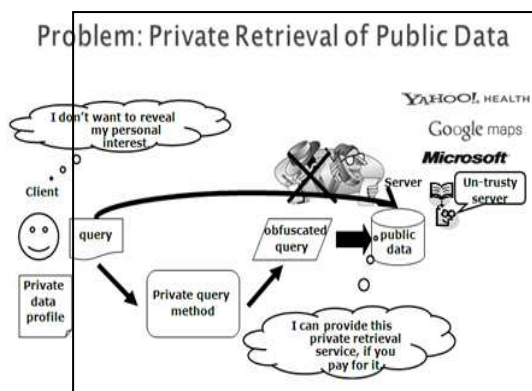 Problem: Private Retrieval of Public Data
YAHOO! HEALTH
Google maps
Microsoft
I don't want to reveal
my personal
interest
Client
Server
Un-trusty
server
query
obfuscated
query
public
data
Private
data
profile
Private query
method
I can provide this
private retrieval
service, if you
pay for it